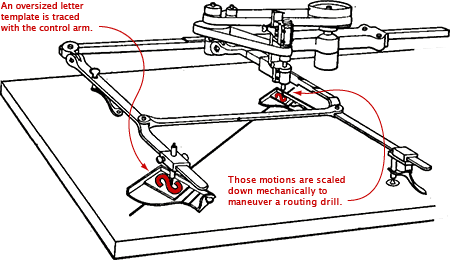 An oversized letter
template is traced
with the control arm.
S
S
Those motions are scaled
down mechanically to
maneuver a routing drill.